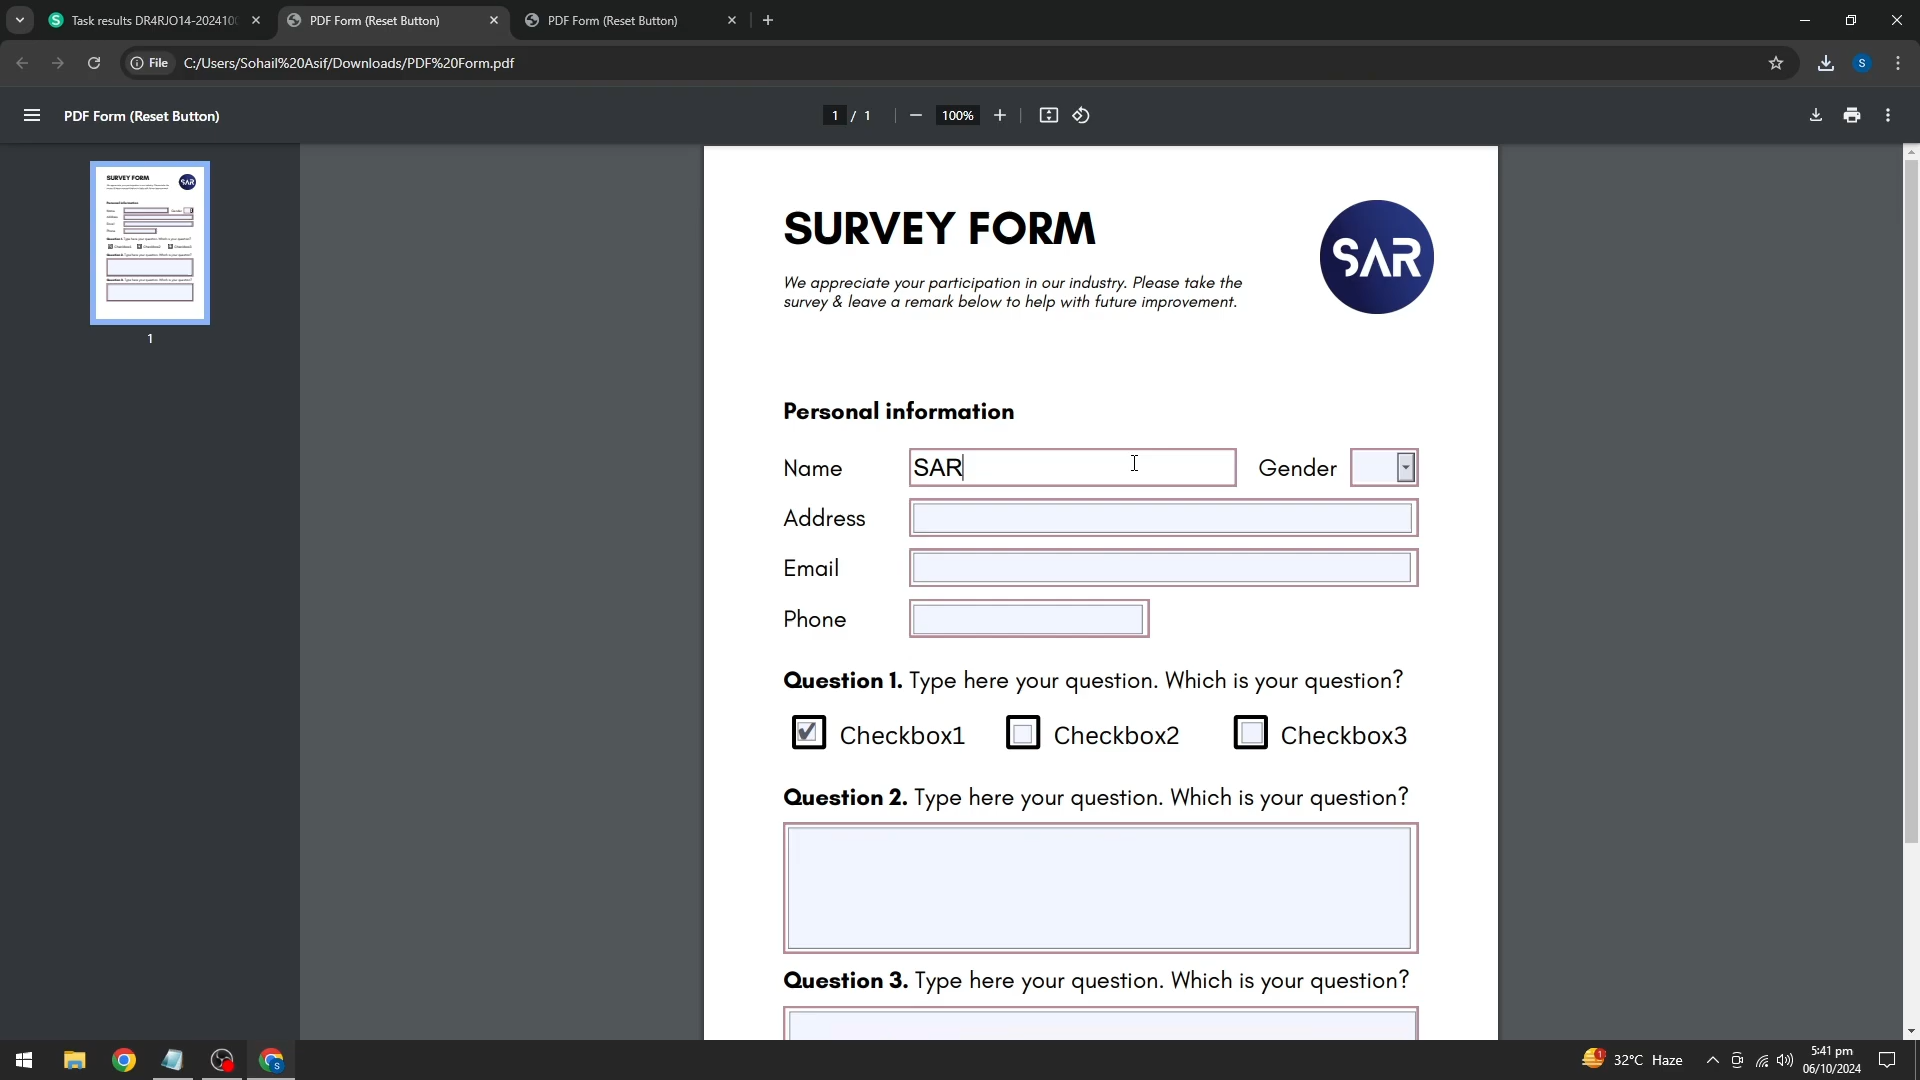 Task results DR4RJO14-2024100
PDF Form (Reset Button)
PDF Form (Reset Button)
File
C:/Users/Sohail%20Asif/Downloads/PDF%20Form.pdf
S
PDF Form (Reset Button)
1 / 1
100%
1
SURVEY FORM
SAR
We appreciate your participation in our industry. Please take the
survey & leave a remark below to help with future improvement.
Personal information
Name SAR Gender
Address
Email
Phone
Question 1. Type here your question. Which is your question?
Checkbox1 Checkbox2 Checkbox3
Question 2. Type here your question. Which is your question?
Question 3. Type here your question. Which is your question?
32°C Haze
5:41 pm
06/10/2024